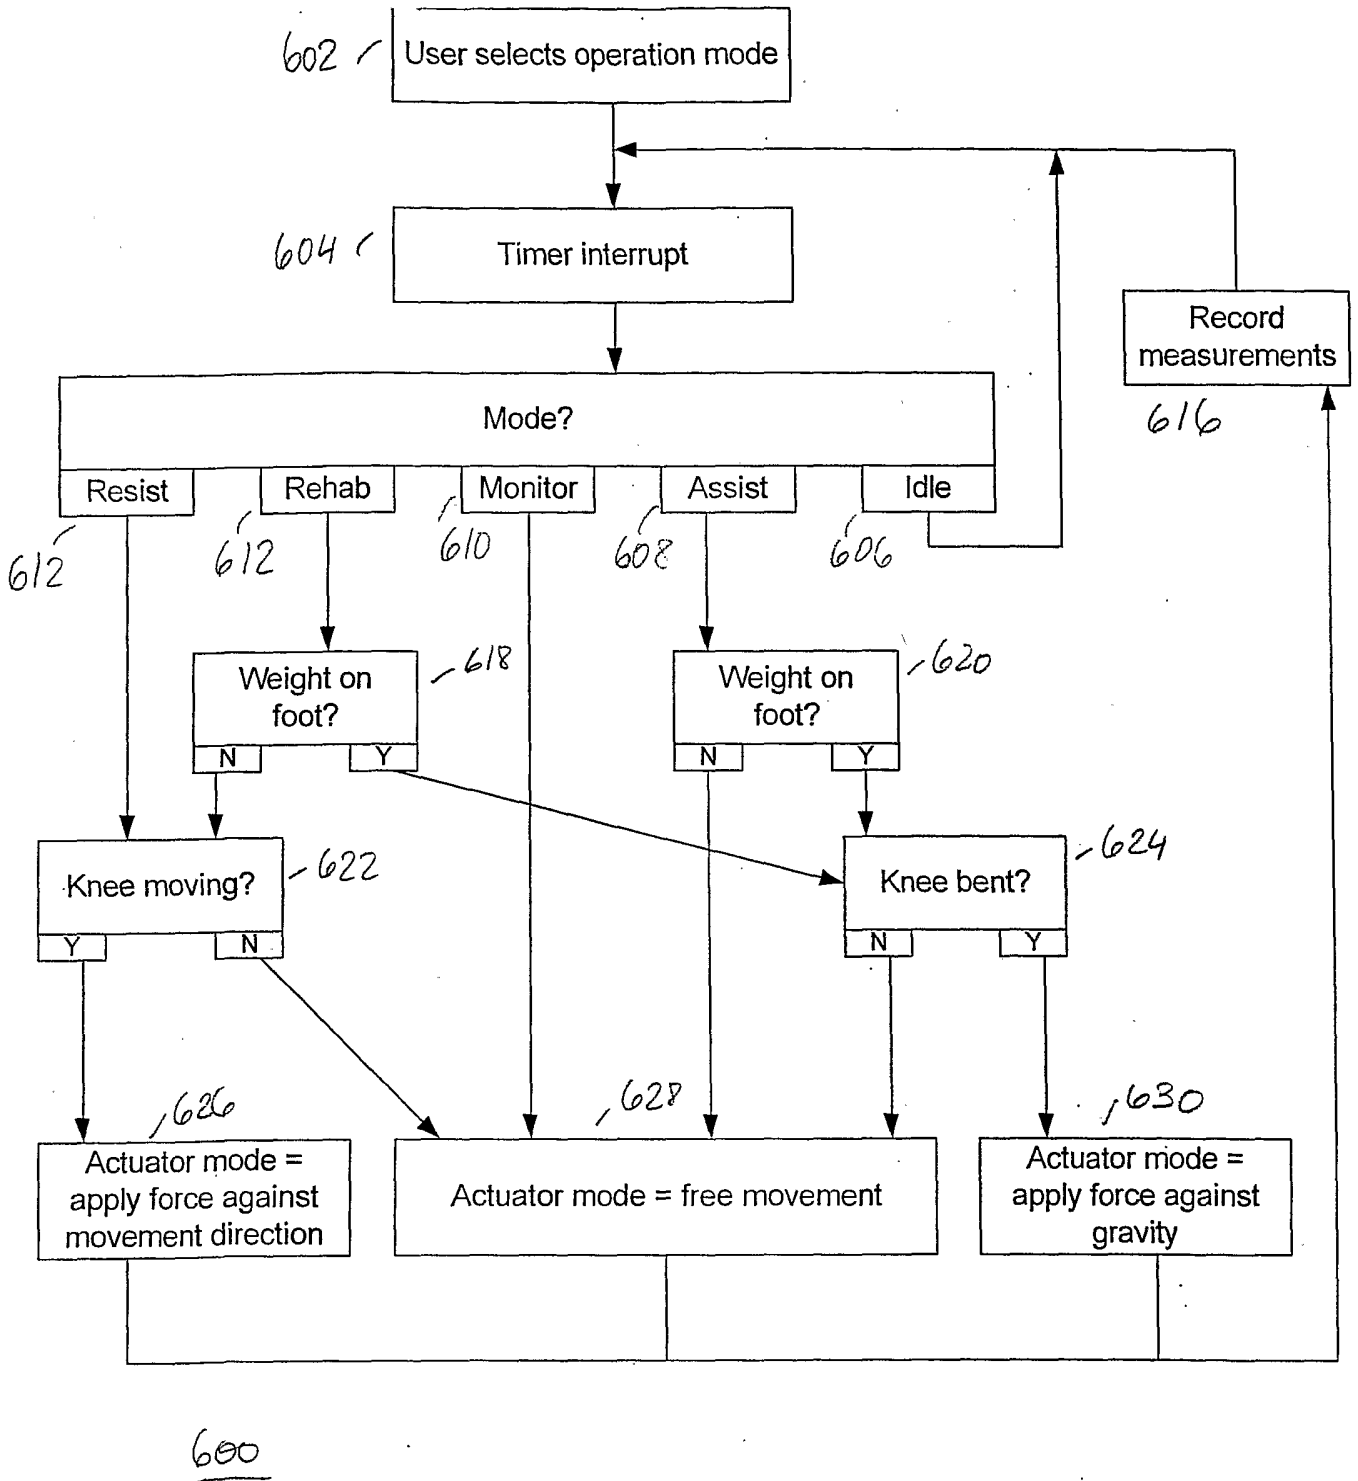 602
User selects operation mode
604
Timer interrupt
Record
measurements
616
Mode?
Resist
Rehab
Monitor
Assist
Idle
612
612
610
608
606
Weight on
foot?
618
N
Y
Weight on
foot?
620
N
Y
Knee moving?
622
Y
N
Knee bent?
624
N
Y
626
Actuator mode =
apply force against
movement direction
628
Actuator mode = free movement
630
Actuator mode =
apply force against
gravity
600